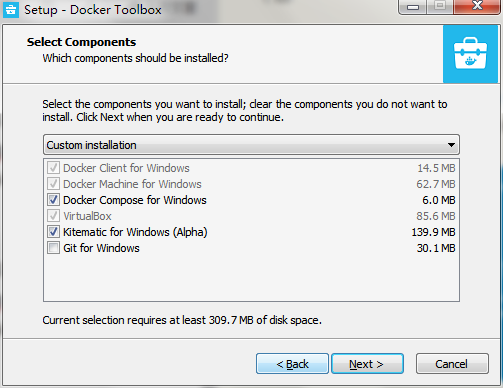 Setup - Docker Toolbox
Select Components
Which components should be installed?
Select the components you want to install; clear the components you do not want to
install. Click Next when you are ready to continue.
Custom installation
Docker Client for Windows 14.5 MB
Docker Machine for Windows 62.7 MB
Docker Compose for Windows 6.0 MB
VirtualBox 85.6 MB
Kitematic for Windows (Alpha) 139.9 MB
Git for Windows 30.1 MB
Current selection requires at least 309.7 MB of disk space.
< Back Next > Cancel